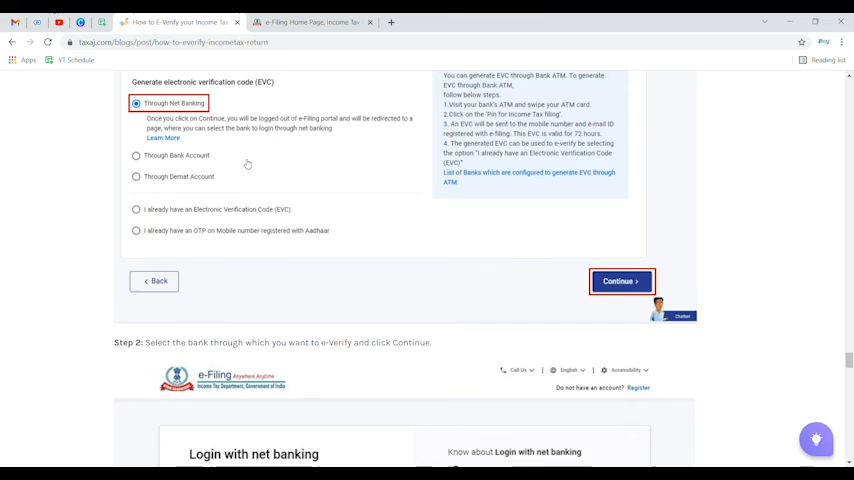 How to E-Verify your Income Tax
e-Filing Home Page, Income Tax
taxaj.com/blogs/post/how-to-everify-incometax-return
Apps
YT Schedule
Reading list
Generate electronic verification code (EVC)
Through Net Banking
Once you click on Continue, you will be logged out of e-Filing portal and will be redirected to a
page, where you can select the bank to login through net banking
Learn More
Through Bank Account
Through Demat Account
I already have an Electronic Verification Code (EVC)
I already have an OTP on Mobile number registered with Aadhaar
You can generate EVC through Bank ATM. To generate
EVC through Bank ATM,
follow below steps.
1.Visit your bank's ATM and swipe your ATM card.
2.Click on the 'Pin for Income Tax filing'.
3. An EVC will be sent to the mobile number and e-mail ID
registered with e-filing. This EVC is valid for 72 hours.
4. The generated EVC can be used to e-verify be selecting
the option "I already have an Electronic Verification Code
(EVC)"
List of Banks which are configured to generate EVC through
ATM
< Back
Continue >
Chatbot
Step 2: Select the bank through which you want to e-Verify and click Continue.
e-Filing Anywhere Anytime
Income Tax Department, Government of India
Call Us
English
Accessibility
Do not have an account? Register
Login with net banking
Know about Login with net banking